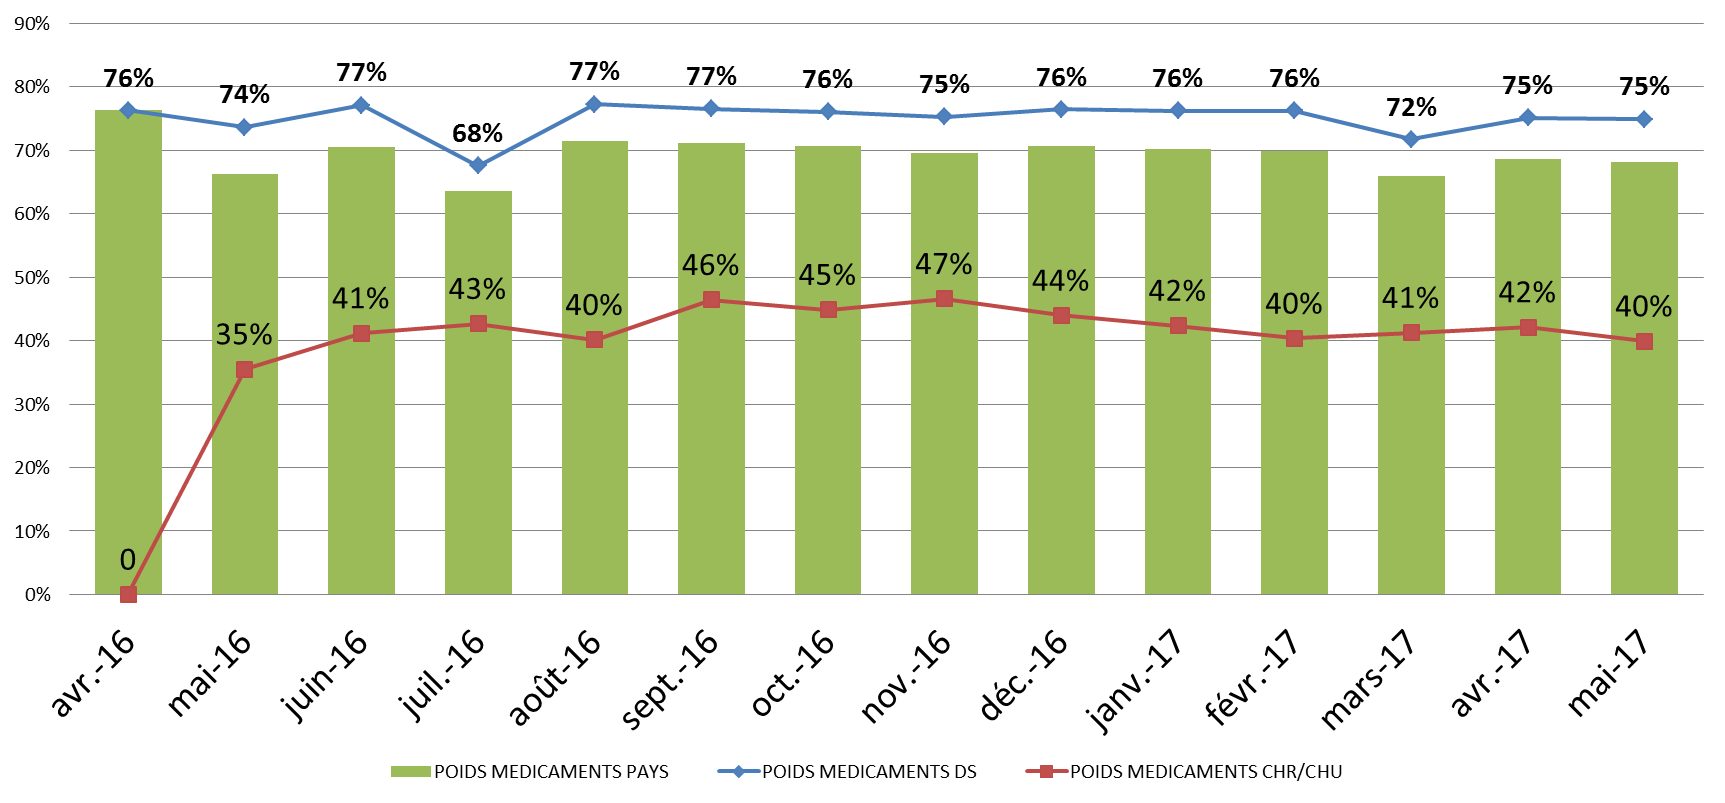 90%
80%
70%
60%
50%
40%
30%
20%
10%
0%
76%
74%
77%
68%
77%
77%
76%
75%
76%
76%
76%
72%
75%
75%
0
35%
41%
43%
40%
46%
45%
47%
44%
42%
40%
41%
42%
40%
avr.-16
mai-16
juin-16
juil.-16
août-16
sept.-16
oct.-16
nov.-16
déc.-16
janv.-17
févr.-17
mars-17
avr.-17
mai-17
POIDS MEDICAMENTS PAYS
POIDS MEDICAMENTS DS
POIDS MEDICAMENTS CHR/CHU